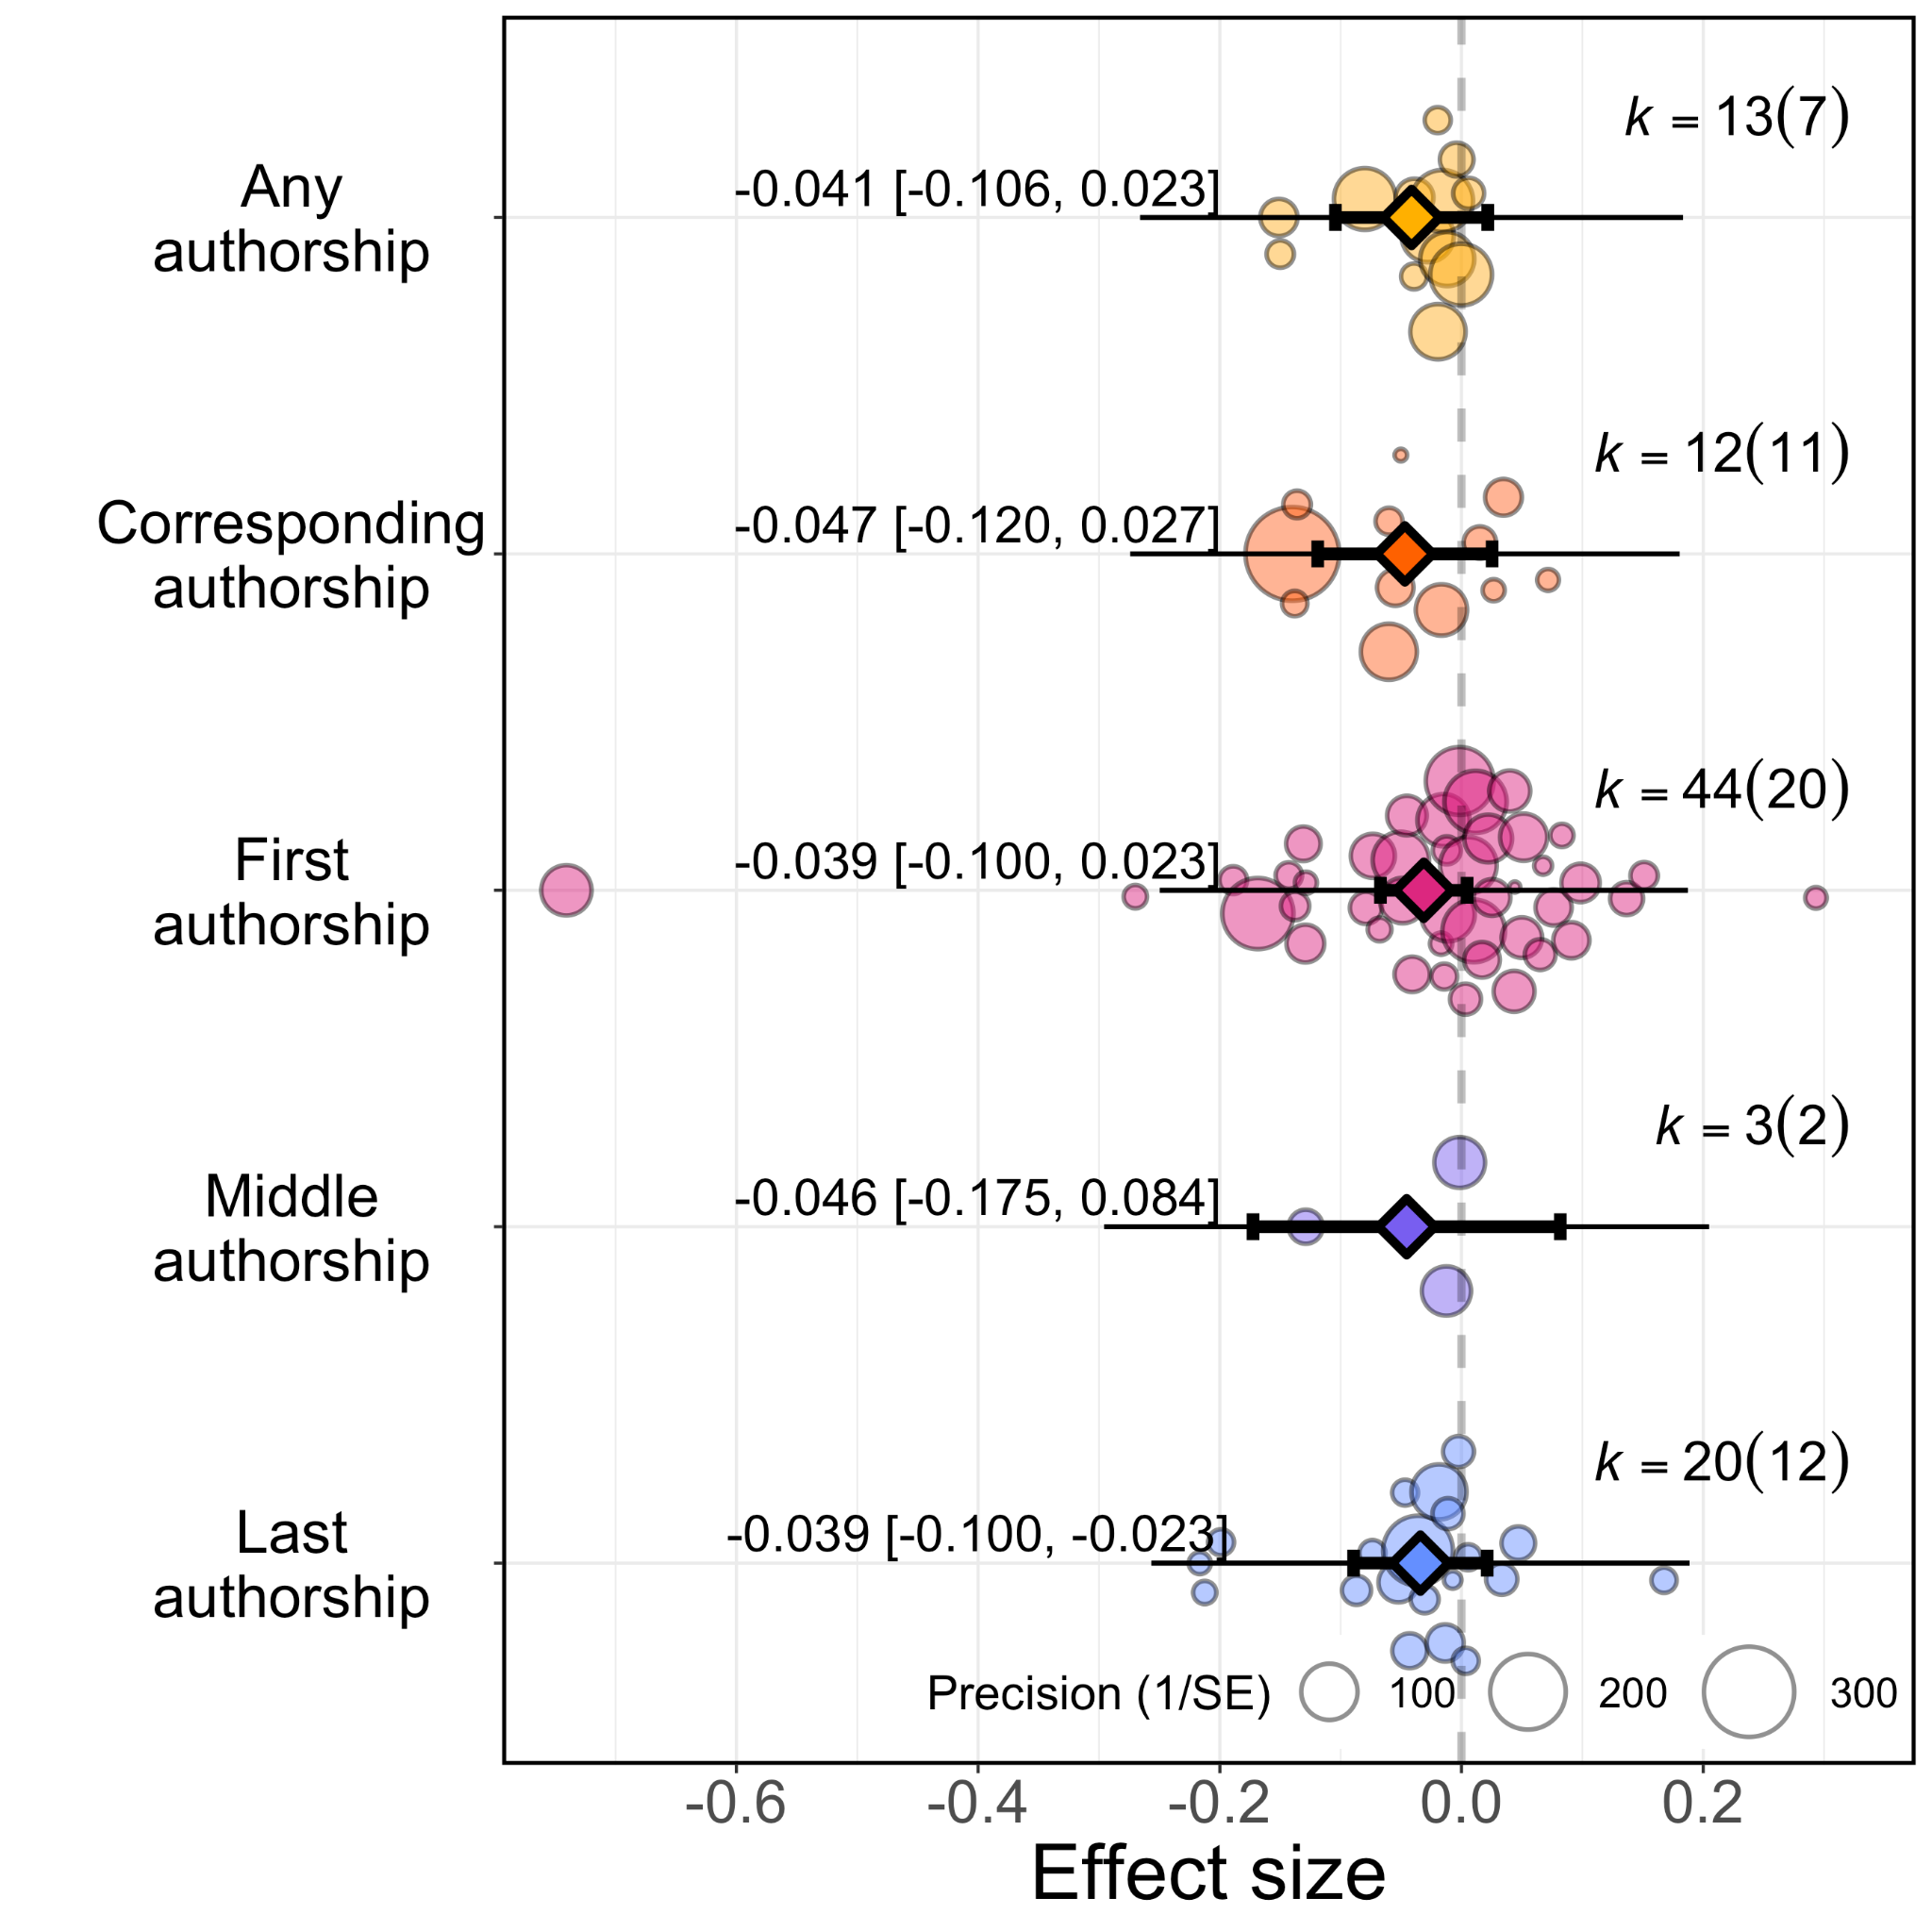 k = 13(7)
Any
authorship
-0.041 [-0.106, 0.023]
k = 12(11)
Corresponding
authorship
-0.047 [-0.120, 0.027]
k = 44(20)
First
authorship
-0.039 [-0.100, 0.023]
k = 3(2)
Middle
authorship
-0.046 [-0.175, 0.084]
k = 20(12)
Last
authorship
-0.039 [-0.100, -0.023]
Precision (1/SE) 100 200 300
-0.6 -0.4 -0.2 0.0 0.2
Effect size